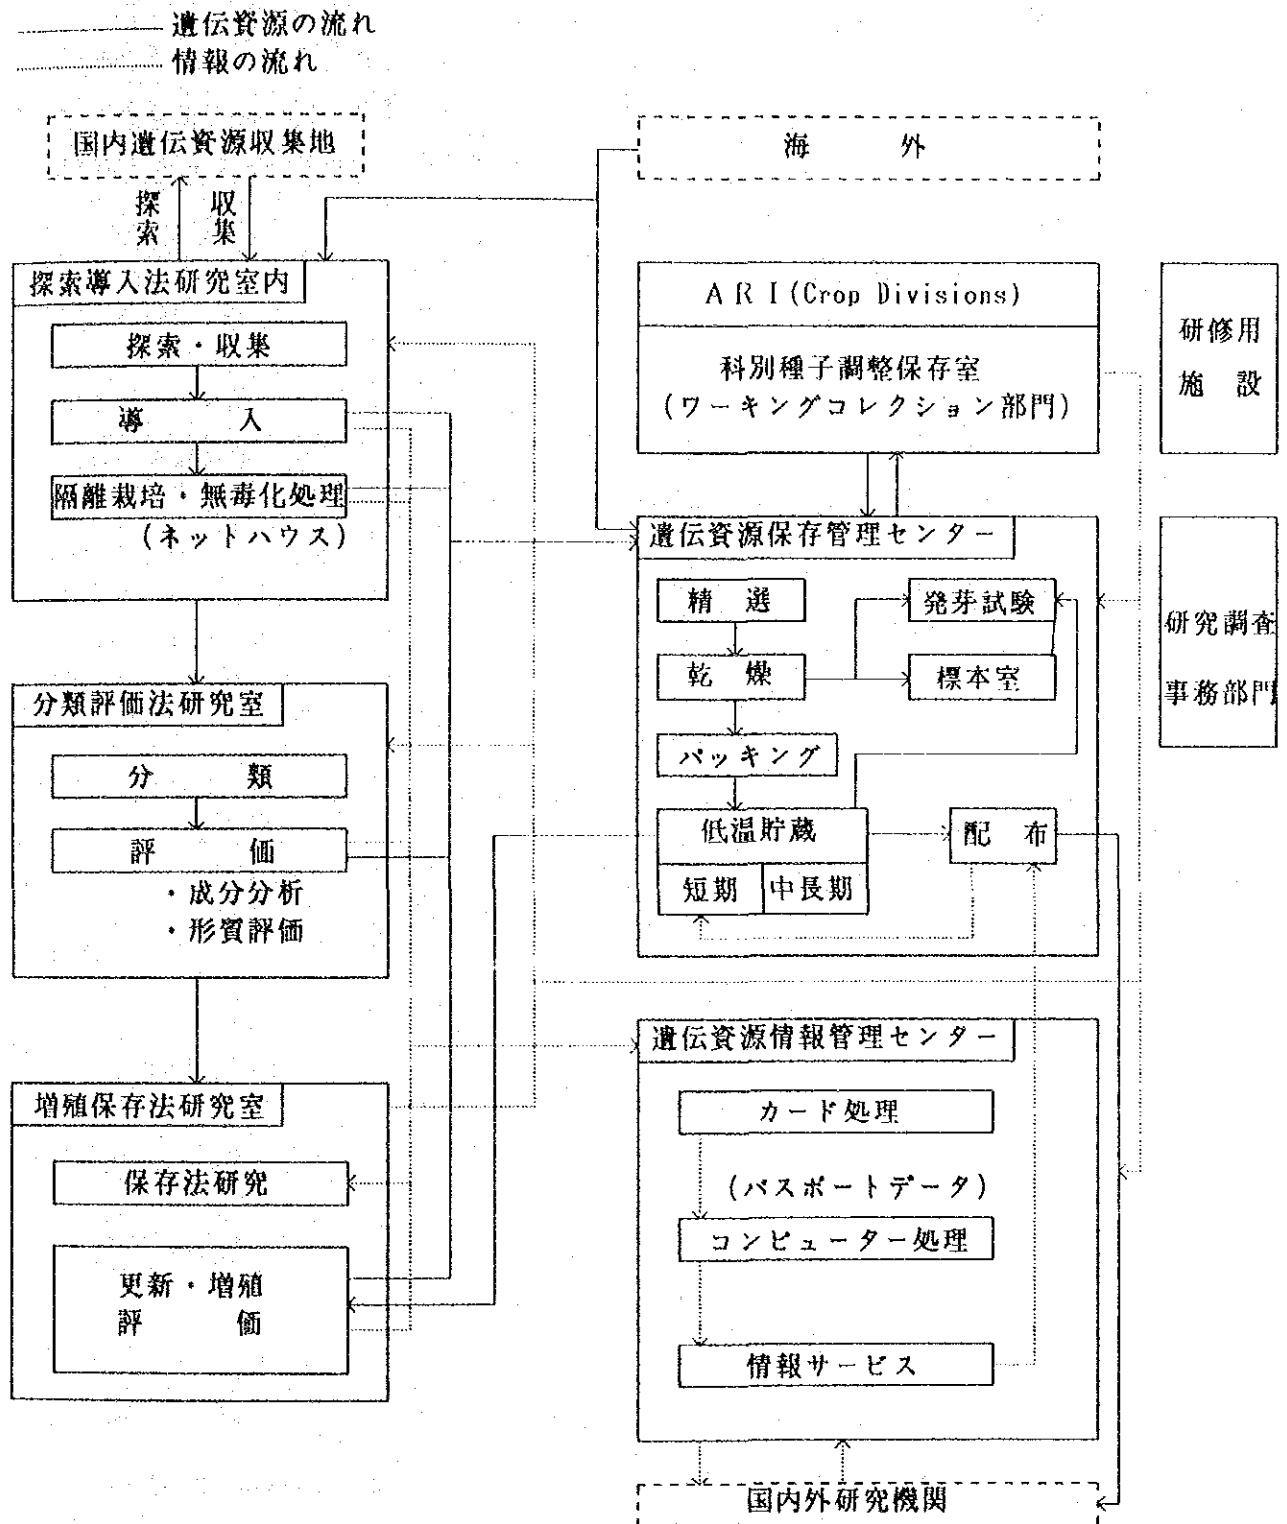 遺伝資源の流れ
情報の流れ
国内遺伝資源収集地
海 外
探索
収集
探索導入法研究室内
探索・収集
導 入
隔離栽培・無毒化処理
(ネットハウス)
ARI(Crop Divisions)
科別種子調整保存室
(ワーキングコレクション部門)
研修用
施 設
遺伝資源保存管理センター
精 選
乾 燥
パッキング
低温貯蔵
短期
中長期
発芽試験
標本室
配 布
研究調査
事務部門
分類評価法研究室
分 類
評 価
・成分分析
・形質評価
増殖保存法研究室
保存法研究
更新・増殖
評 価
遺伝資源情報管理センター
カード処理
(パスポートデータ)
コンピューター処理
情報サービス
国内外研究機関